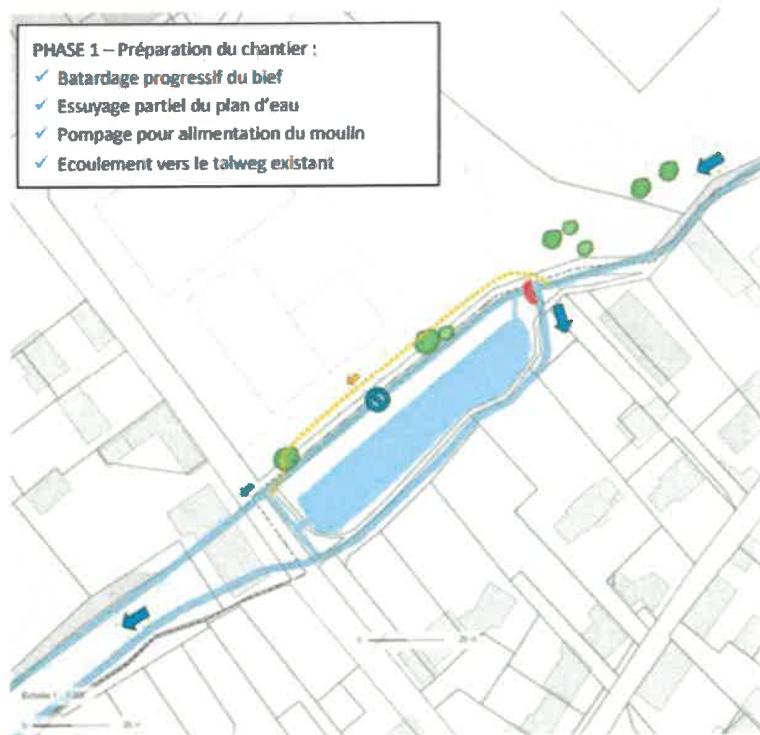 PHASE 1 – Préparation du chantier :
✓ Batardage progressif du bief
✓ Essuyage partiel du plan d'eau
✓ Pompage pour alimentation du moulin
✓ Ecoulement vers le talweg existant